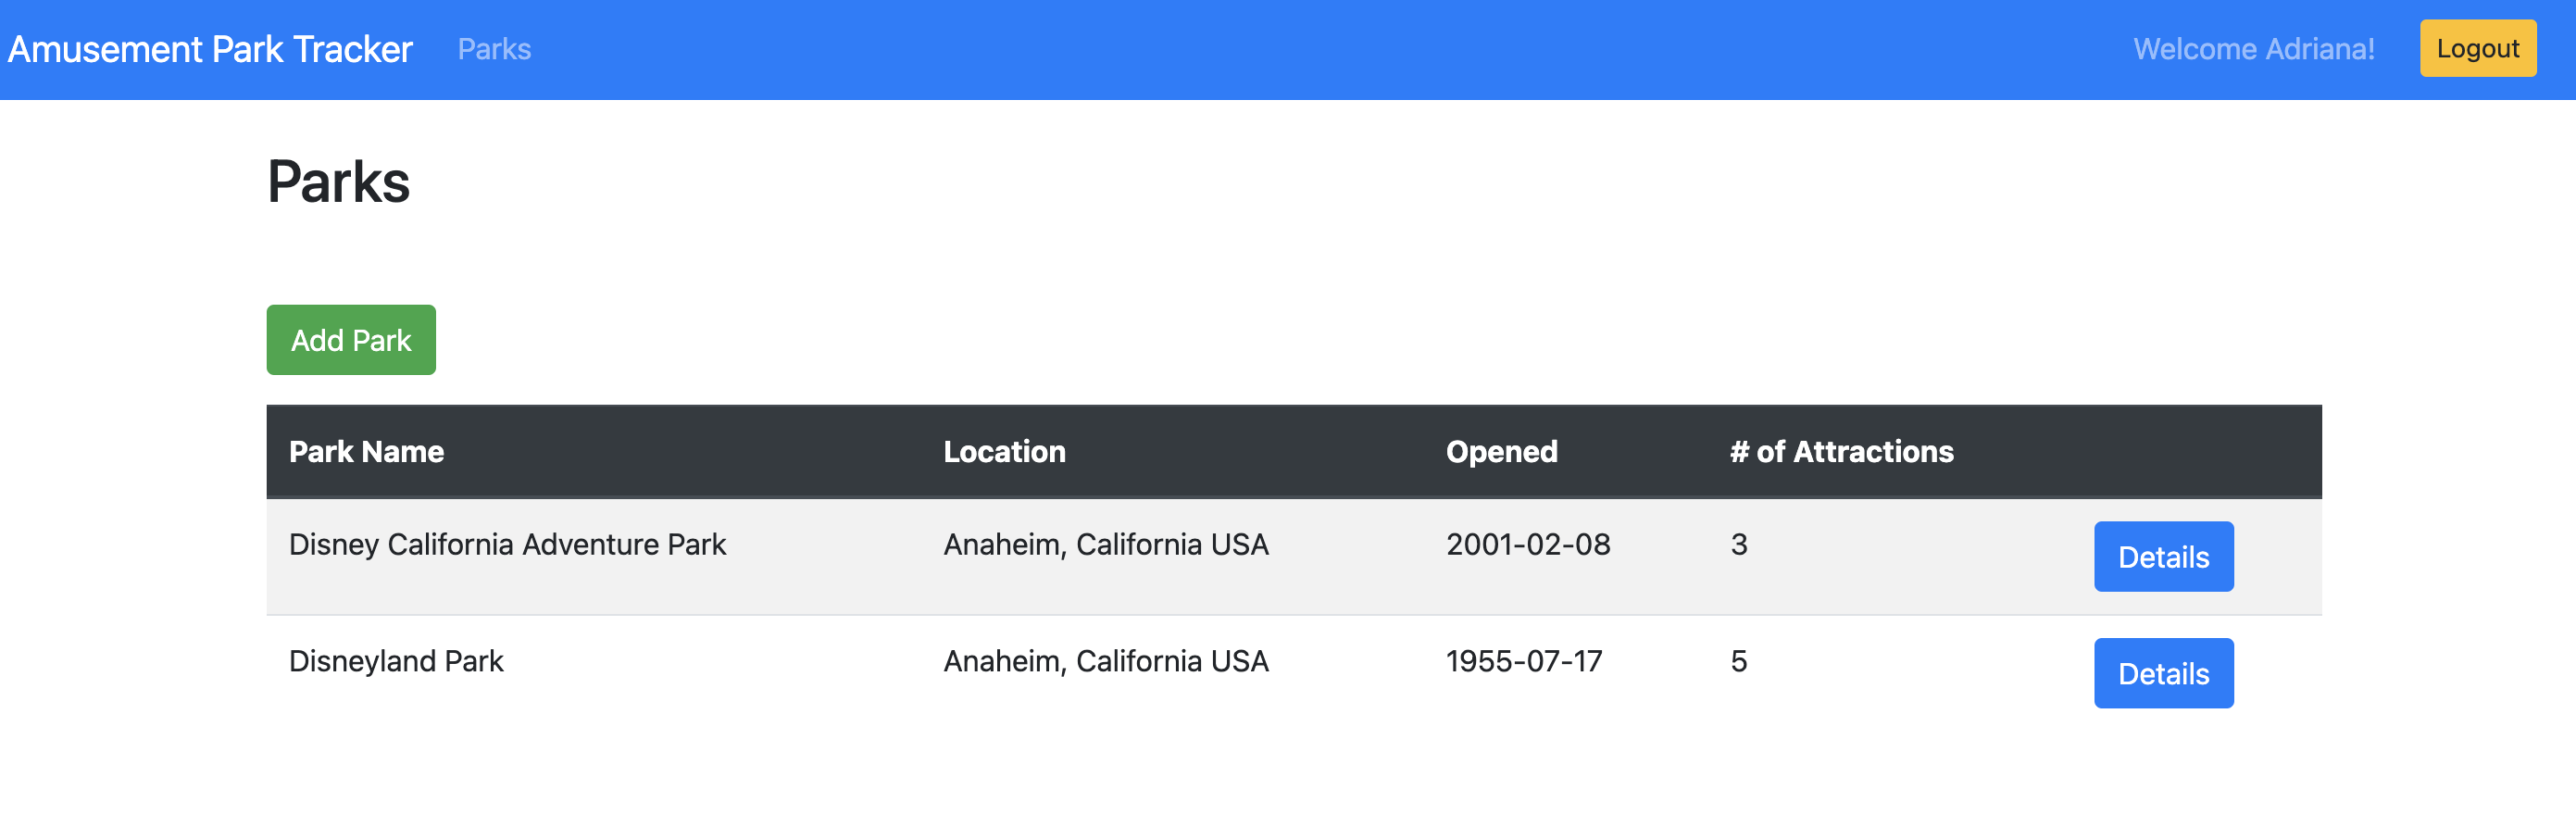 Amusement Park Tracker Parks Welcome Adriana! Logout
Parks
Add Park
Park Name Location Opened # of Attractions
Disney California Adventure Park Anaheim, California USA 2001-02-08 3 Details
Disneyland Park Anaheim, California USA 1955-07-17 5 Details